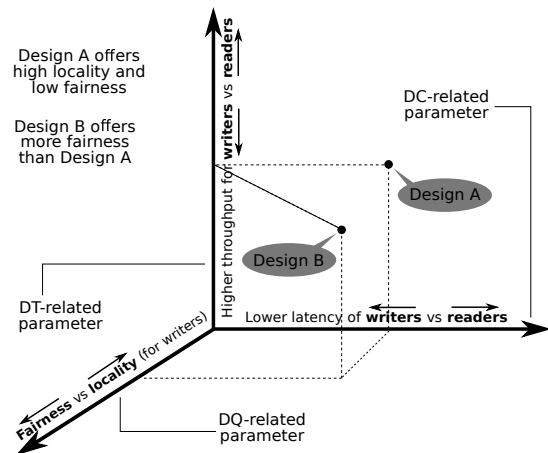 Design A offers
high locality and
low fairness
Design B offers
more fairness
than Design A
Higher throughput for writers vs readers
DC-related
parameter
Design A
Design B
DT-related
parameter
Lower latency of writers vs readers
Fairness vs locality (for writers)
DQ-related
parameter